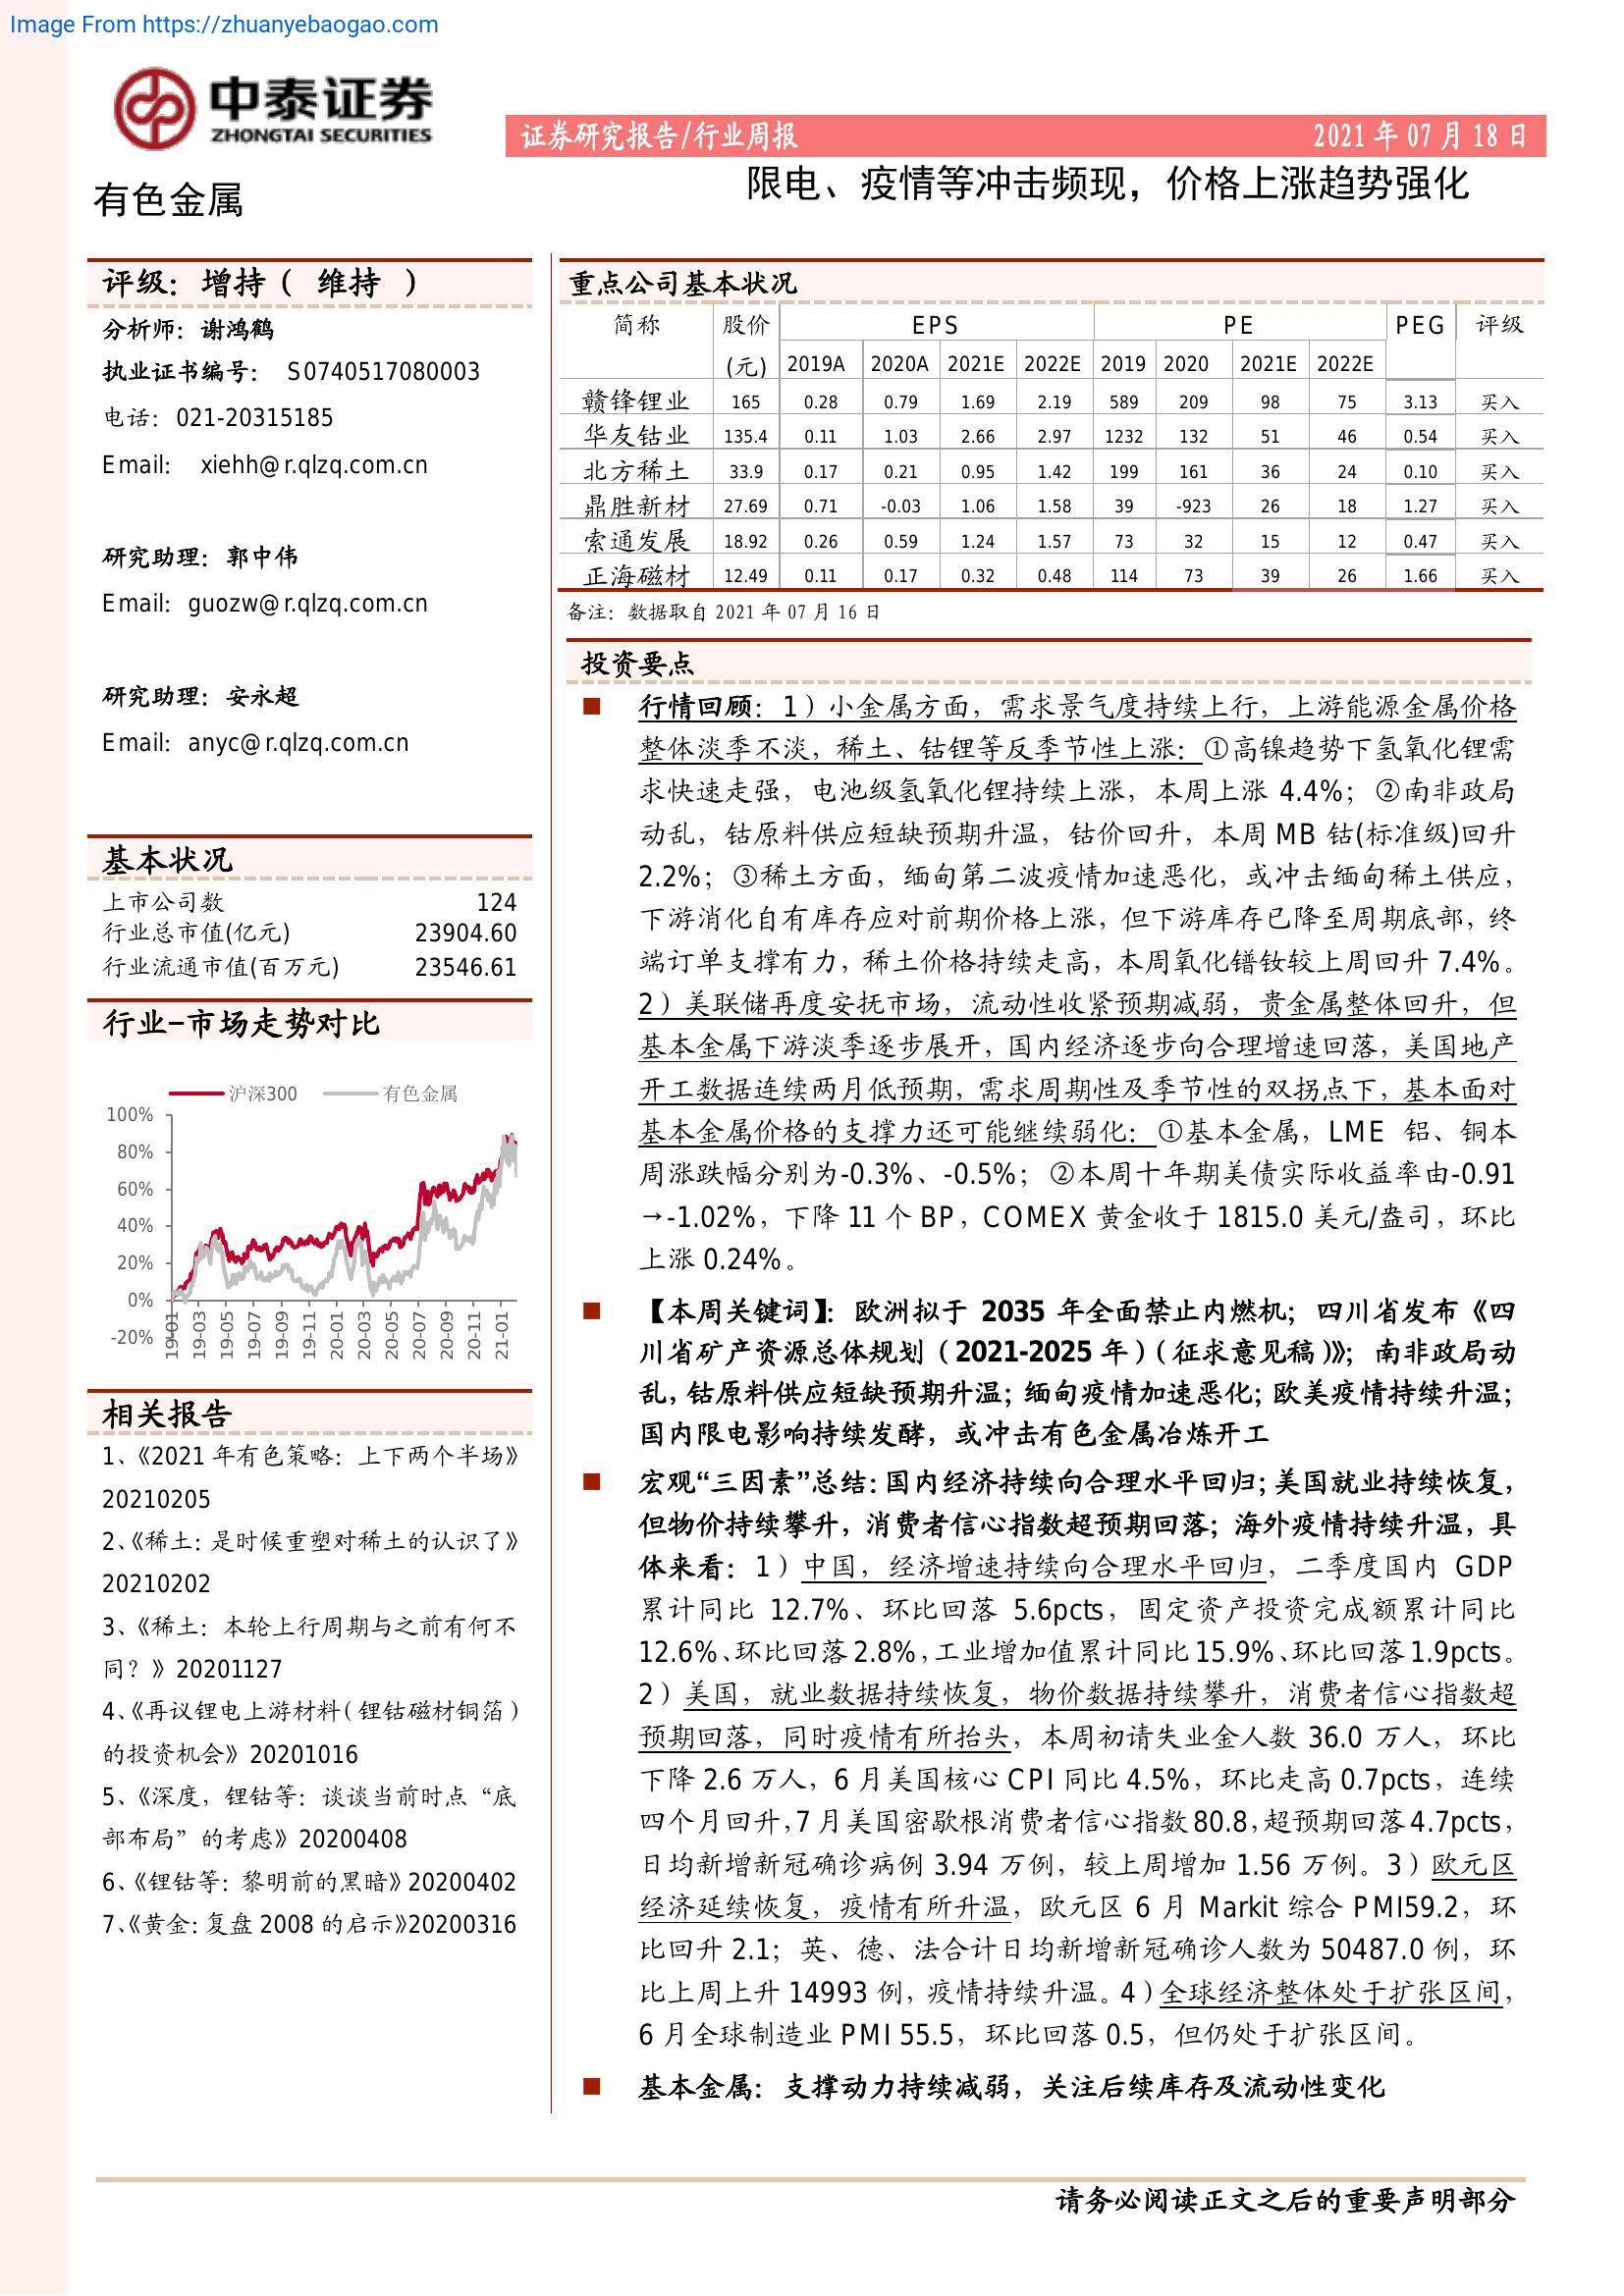 Image From https://zhuanyebaogao.com
中泰证券
ZHONGTAI SECURITIES
证券研究报告/行业周报 2021 年 07 月 18 日
有色金属
限电、疫情等冲击频现，价格上涨趋势强化
评级：增持（ 维持 ）
分析师：谢鸿鹤
执业证书编号： S0740517080003
电话：021-20315185
Email: xiehh@r.qlzq.com.cn
研究助理：郭中伟
Email: guozw@r.qlzq.com.cn
研究助理：安永超
Email: anyc@r.qlzq.com.cn
基本状况
上市公司数 124
行业总市值(亿元) 23904.60
行业流通市值(百万元) 23546.61
行业-市场走势对比
沪深300 有色金属
100%
80%
60%
40%
20%
0%
-20%
19-01 19-03 19-05 19-07 19-09 19-11 20-01 20-03 20-05 20-07 20-09 20-11 21-01
相关报告
1、《2021 年有色策略：上下两个半场》
20210205
2、《稀土：是时候重塑对稀土的认识了》
20210202
3、《稀土：本轮上行周期与之前有何不
同？》20201127
4、《再议锂电上游材料（锂钴磁材铜箔）
的投资机会》20201016
5、《深度，锂钴等：谈谈当前时点“底
部布局”的考虑》20200408
6、《锂钴等：黎明前的黑暗》20200402
7、《黄金：复盘 2008 的启示》20200316
重点公司基本状况
简称 股价 EPS PE PEG 评级
(元) 2019A 2020A 2021E 2022E 2019 2020 2021E 2022E
赣锋锂业 165 0.28 0.79 1.69 2.19 589 209 98 75 3.13 买入
华友钴业 135.4 0.11 1.03 2.66 2.97 1232 132 51 46 0.54 买入
北方稀土 33.9 0.17 0.21 0.95 1.42 199 161 36 24 0.10 买入
鼎胜新材 27.69 0.71 -0.03 1.06 1.58 39 -923 26 18 1.27 买入
索通发展 18.92 0.26 0.59 1.24 1.57 73 32 15 12 0.47 买入
正海磁材 12.49 0.11 0.17 0.32 0.48 114 73 39 26 1.66 买入
备注：数据取自 2021 年 07 月 16 日
投资要点
行情回顾：1）小金属方面，需求景气度持续上行，上游能源金属价格
整体淡季不淡，稀土、钴锂等反季节性上涨：①高镍趋势下氢氧化锂需
求快速走强，电池级氢氧化锂持续上涨，本周上涨 4.4%；②南非政局
动乱，钴原料供应短缺预期升温，钴价回升，本周 MB 钴(标准级)回升
2.2%；③稀土方面，缅甸第二波疫情加速恶化，或冲击缅甸稀土供应，
下游消化自有库存应对前期价格上涨，但下游库存已降至周期底部，终
端订单支撑有力，稀土价格持续走高，本周氧化镨钕较上周回升 7.4%。
2）美联储再度安抚市场，流动性收紧预期减弱，贵金属整体回升，但
基本金属下游淡季逐步展开，国内经济逐步向合理增速回落，美国地产
开工数据连续两月低预期，需求周期性及季节性的双拐点下，基本面对
基本金属价格的支撑力还可能继续弱化：①基本金属，LME 铝、铜本
周涨跌幅分别为-0.3%、-0.5%；②本周十年期美债实际收益率由-0.91
→-1.02%，下降 11 个 BP，COMEX 黄金收于 1815.0 美元/盎司，环比
上涨 0.24%。
【本周关键词】：欧洲拟于 2035 年全面禁止内燃机；四川省发布《四
川省矿产资源总体规划（2021-2025 年）（征求意见稿）》；南非政局动
乱，钴原料供应短缺预期升温；缅甸疫情加速恶化；欧美疫情持续升温；
国内限电影响持续发酵，或冲击有色金属冶炼开工
宏观“三因素”总结：国内经济持续向合理水平回归；美国就业持续恢复，
但物价持续攀升，消费者信心指数超预期回落；海外疫情持续升温，具
体来看：1）中国，经济增速持续向合理水平回归，二季度国内 GDP
累计同比 12.7%、环比回落 5.6pcts，固定资产投资完成额累计同比
12.6%、环比回落 2.8%，工业增加值累计同比 15.9%、环比回落 1.9pcts。
2）美国，就业数据持续恢复，物价数据持续攀升，消费者信心指数超
预期回落，同时疫情有所抬头，本周初请失业金人数 36.0 万人，环比
下降 2.6 万人，6 月美国核心 CPI 同比 4.5%，环比走高 0.7pcts，连续
四个月回升，7 月美国密歇根消费者信心指数 80.8，超预期回落 4.7pcts，
日均新增新冠确诊病例 3.94 万例，较上周增加 1.56 万例。3）欧元区
经济延续恢复，疫情有所升温，欧元区 6 月 Markit 综合 PMI59.2，环
比回升 2.1；英、德、法合计日均新增新冠确诊人数为 50487.0 例，环
比上周上升 14993 例，疫情持续升温。4）全球经济整体处于扩张区间，
6 月全球制造业 PMI 55.5，环比回落 0.5，但仍处于扩张区间。
基本金属：支撑动力持续减弱，关注后续库存及流动性变化
请务必阅读正文之后的重要声明部分